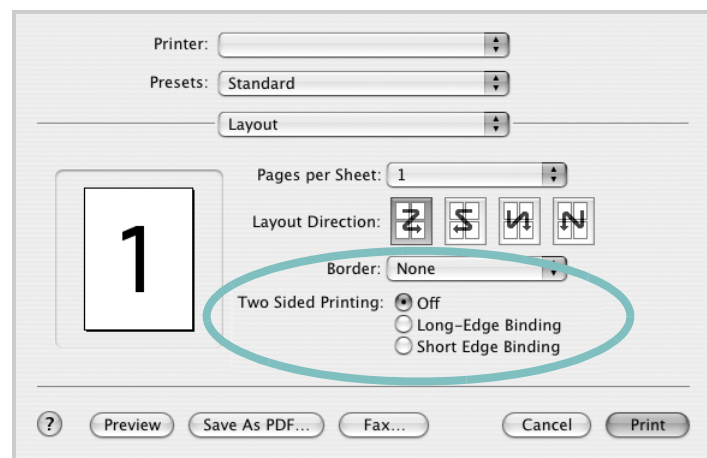 Printer:
Presets: Standard
Layout
Pages per Sheet: 1
Layout Direction:
1
Border: None
Two Sided Printing: Off
Long-Edge Binding
Short Edge Binding
? Preview Save As PDF... Fax... Cancel Print